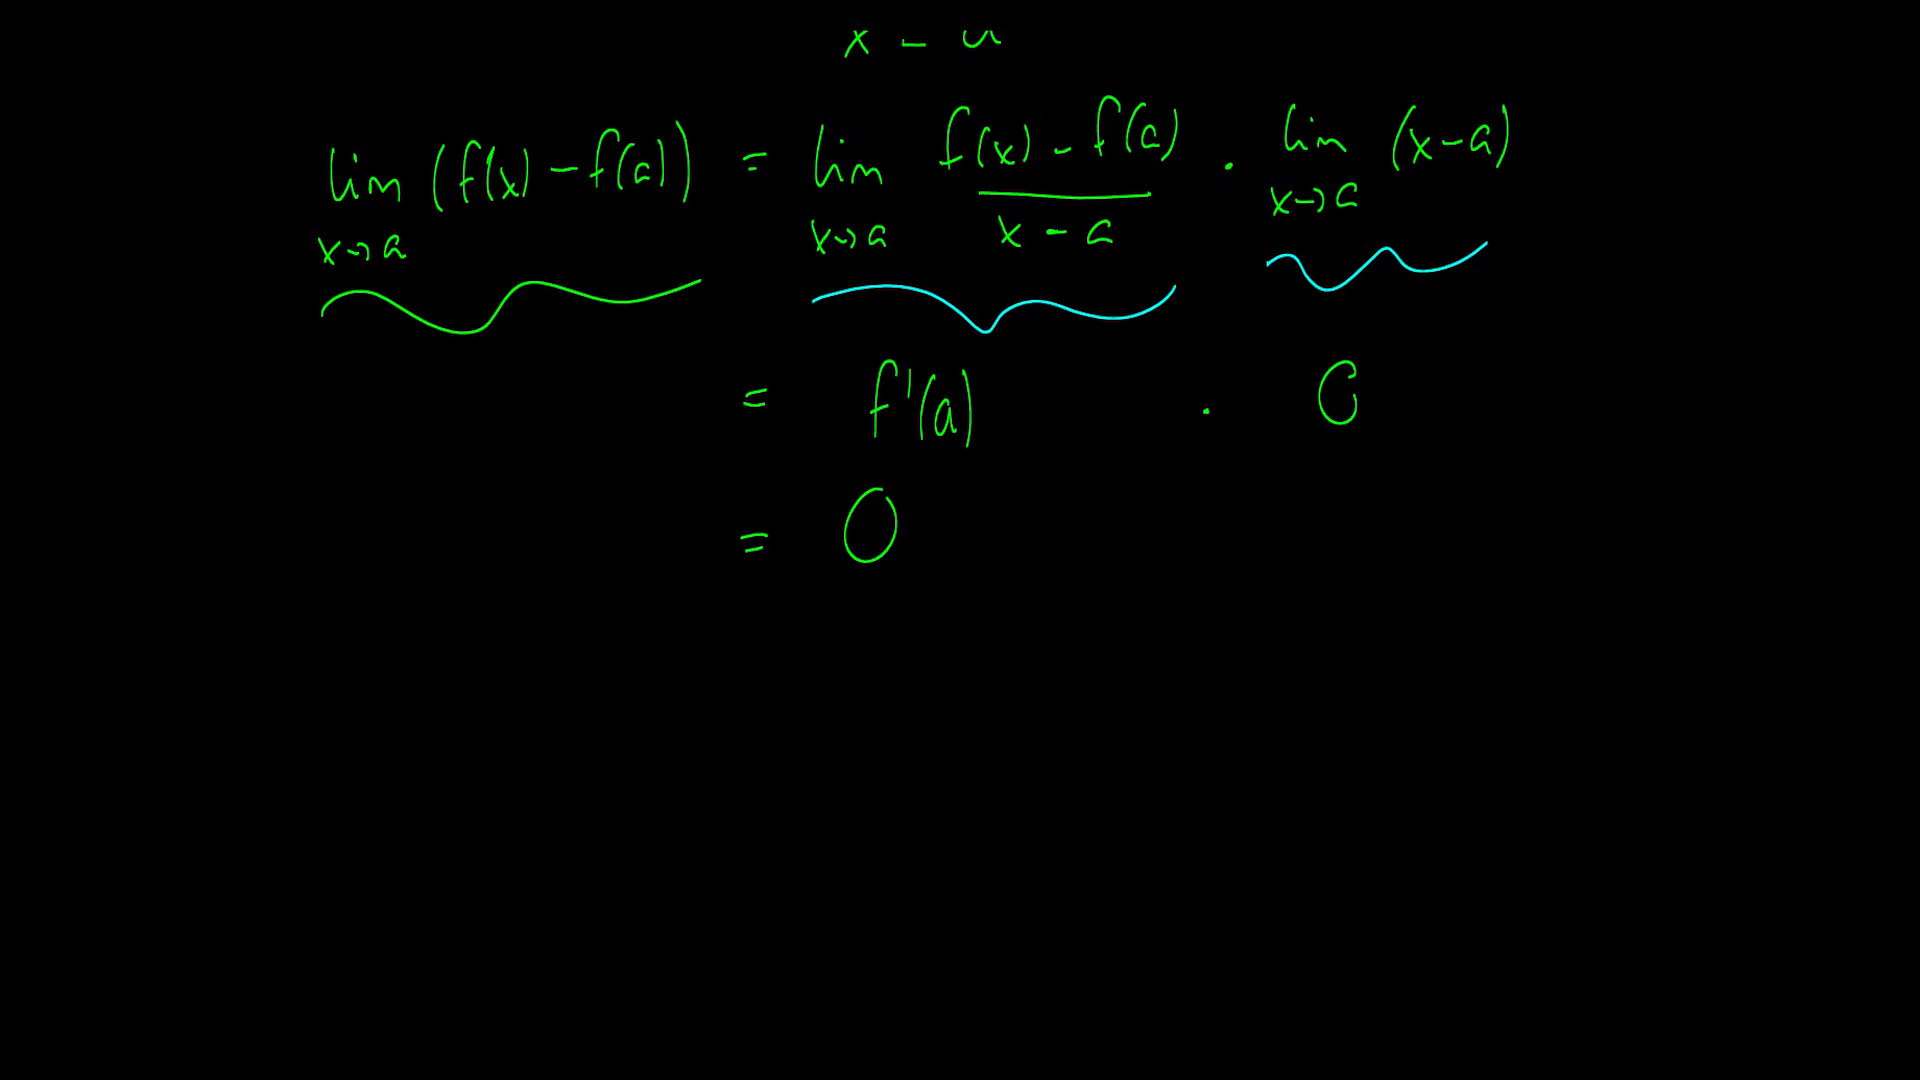 x - a
lim (f(x) - f(a)) = lim f(x) - f(a) · lim (x-a)
x→a x→a x - a x→a
= f'(a) · 0
= 0